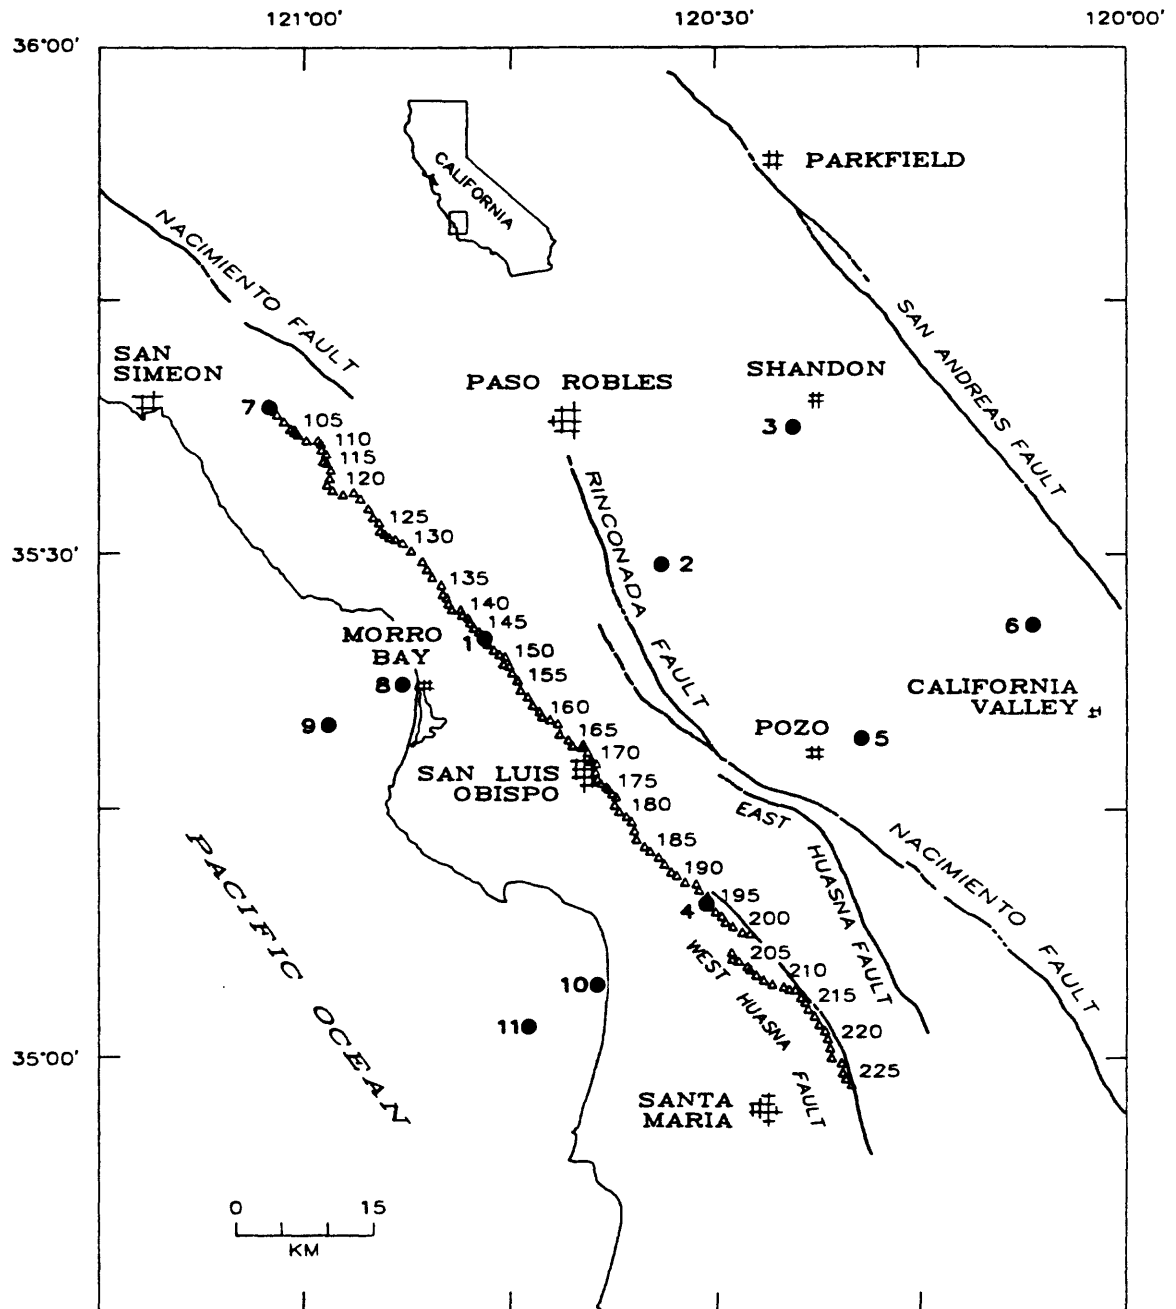 121°00'
120°30'
120°00'
36°00'
PARKFIELD
CALIFORNIA
NACIMIENTO FAULT
SAN ANDREAS FAULT
SAN
SIMEON
PASO ROBLES
SHANDON
7
105
110
115
120
3
RINCONADA FAULT
125
130
35°30'
2
135
140
145
1
6
MORRO
BAY
150
155
8
CALIFORNIA
VALLEY
9
160
165
170
POZO
5
SAN LUIS
OBISPO
175
180
EAST HUASNA FAULT
NACIMIENTO FAULT
185
190
195
4
200
205
210
215
WEST HUASNA FAULT
PACIFIC OCEAN
10
11
220
35°00'
225
SANTA
MARIA
0
15
KM